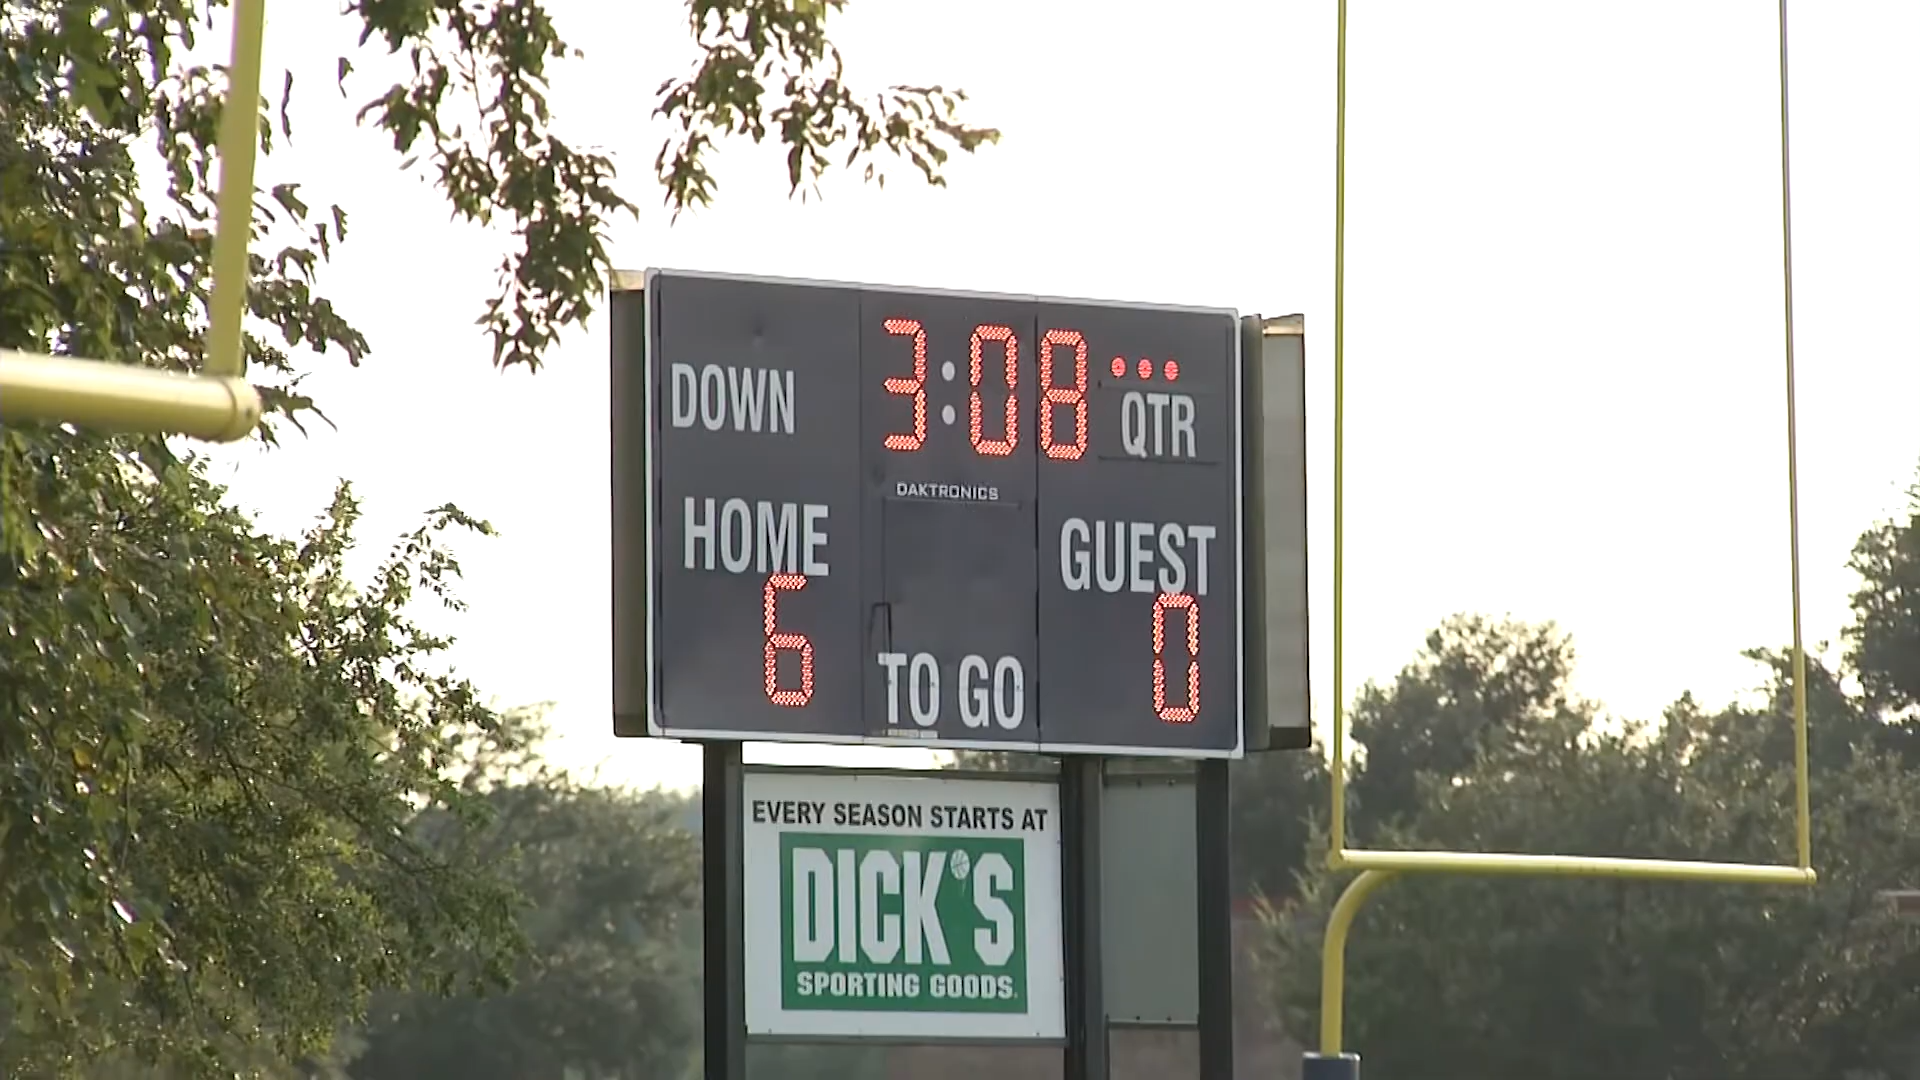 3:08
DOWN
QTR
DAKTRONICS
HOME
GUEST
6
0
TO GO
EVERY SEASON STARTS AT
DICK'S
SPORTING GOODS.